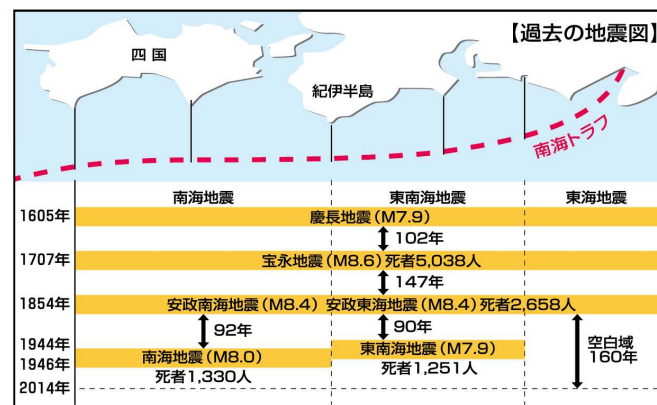 【過去の地震図】
四国
紀伊半島
南海トラフ
南海地震 東南海地震 東海地震
1605年 慶長地震(M7.9)
102年
1707年 宝永地震(M8.6)死者5,038人
147年
1854年 安政南海地震(M8.4) 安政東海地震(M8.4)死者2,658人
92年 90年 空白域
160年
1944年 東南海地震(M7.9)
1946年 南海地震(M8.0)
死者1,330人 死者1,251人
2014年